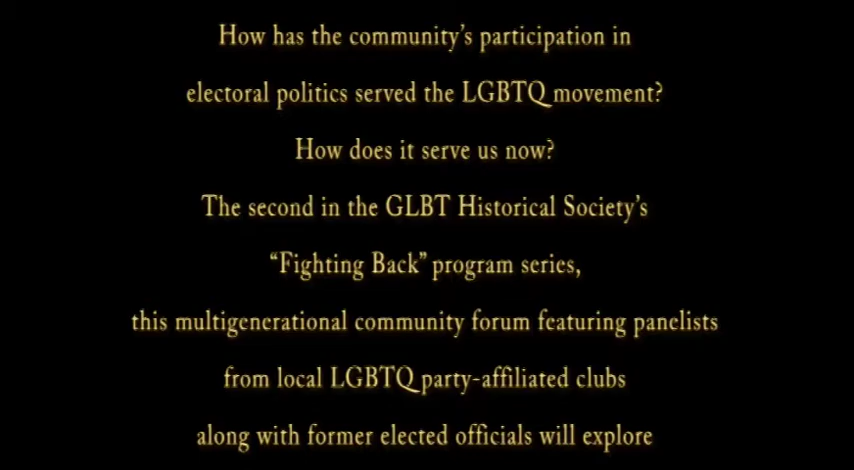 How has the community's participation in
electoral politics served the LGBTQ movement?
How does it serve us now?
The second in the GLBT Historical Society's
“Fighting Back” program series,
this multigenerational community forum featuring panelists
from local LGBTQ party-affiliated clubs
along with former elected officials will explore